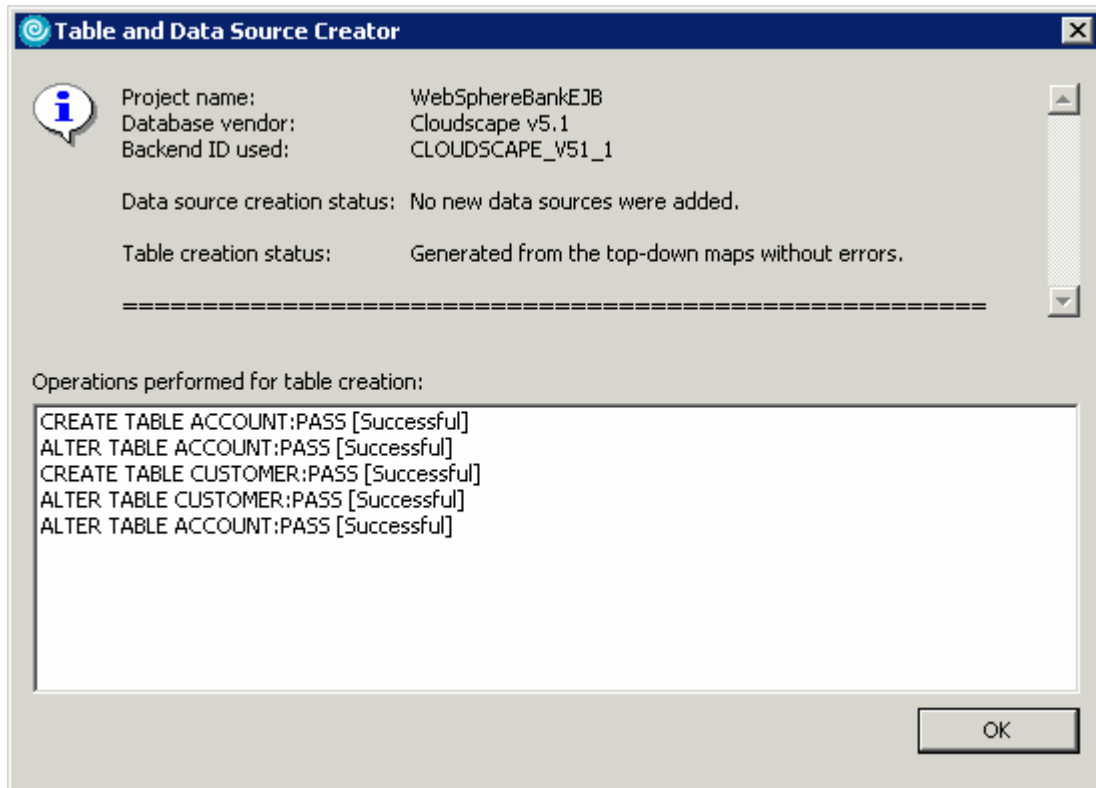 Table and Data Source Creator
Project name: WebSphereBankEJB
Database vendor: Cloudscape v5.1
Backend ID used: CLOUDSCAPE_V51_1
Data source creation status: No new data sources were added.
Table creation status: Generated from the top-down maps without errors.
======================================================
Operations performed for table creation:
CREATE TABLE ACCOUNT:PASS [Successful]
ALTER TABLE ACCOUNT:PASS [Successful]
CREATE TABLE CUSTOMER:PASS [Successful]
ALTER TABLE CUSTOMER:PASS [Successful]
ALTER TABLE ACCOUNT:PASS [Successful]
OK